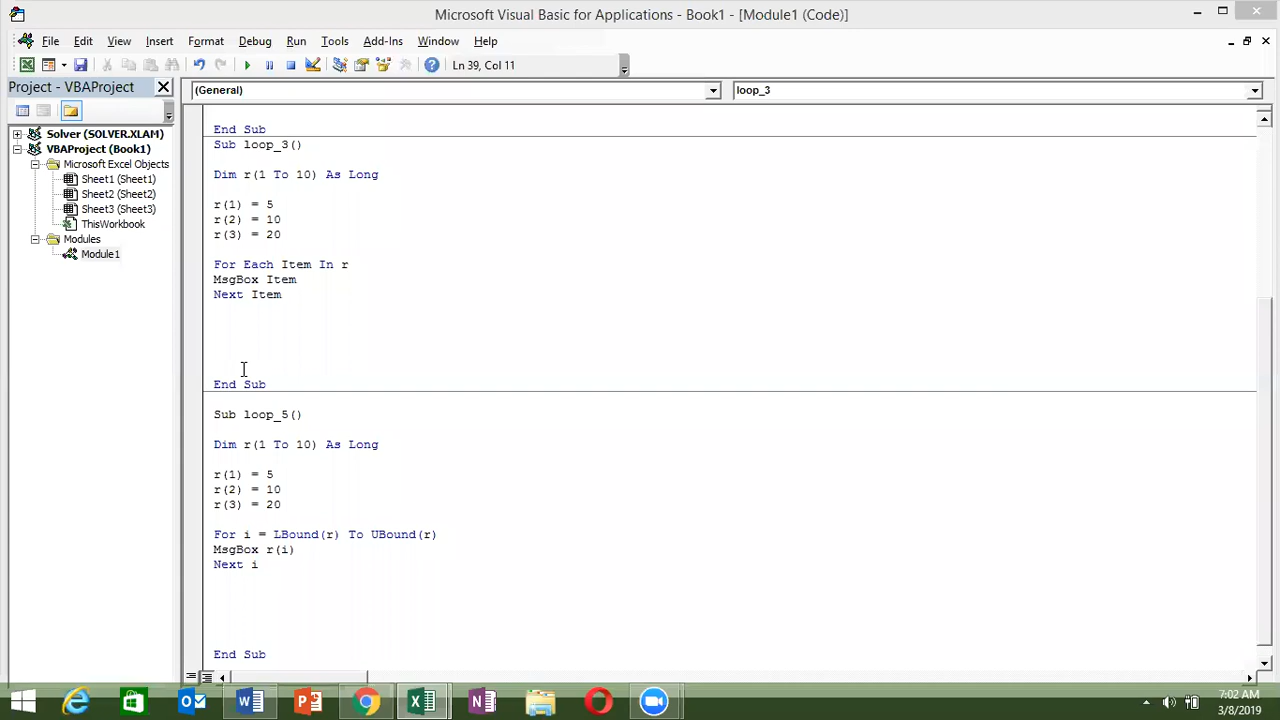 Microsoft Visual Basic for Applications - Book1 - [Module1 (Code)]
File Edit View Insert Format Debug Run Tools Add-Ins Window Help
Ln 39, Col 11
Project - VBAProject
(General) loop_3
Solver (SOLVER.XLAM)
VBAProject (Book1)
Microsoft Excel Objects
Sheet1 (Sheet1)
Sheet2 (Sheet2)
Sheet3 (Sheet3)
ThisWorkbook
Modules
Module1
End Sub
Sub loop_3()
Dim r(1 To 10) As Long
r(1) = 5
r(2) = 10
r(3) = 20
For Each Item In r
MsgBox Item
Next Item
End Sub
Sub loop_5()
Dim r(1 To 10) As Long
r(1) = 5
r(2) = 10
r(3) = 20
For i = LBound(r) To UBound(r)
MsgBox r(i)
Next i
End Sub
7:02 AM
3/8/2019